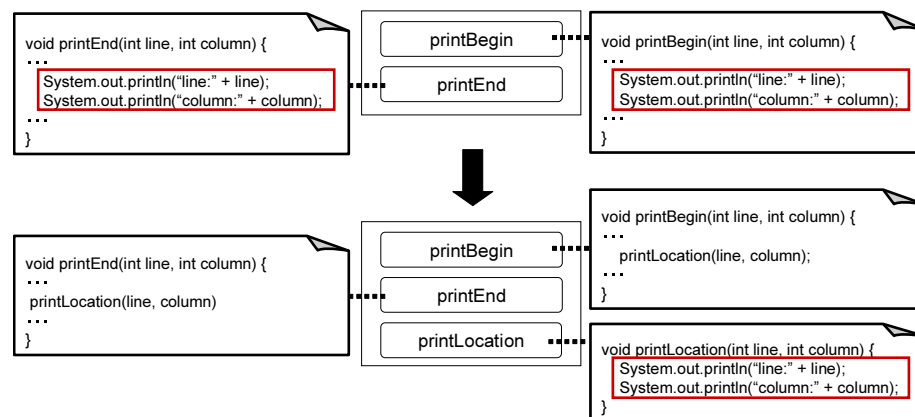 void printEnd(int line, int column) {
...
System.out.println(“line:” + line);
System.out.println(“column:” + column);
...
}
printBegin
printEnd
void printBegin(int line, int column) {
...
System.out.println(“line:” + line);
System.out.println(“column:” + column);
...
}
void printEnd(int line, int column) {
...
printLocation(line, column)
...
}
printBegin
printEnd
printLocation
void printBegin(int line, int column) {
...
printLocation(line, column);
...
}
void printLocation(int line, int column) {
System.out.println(“line:” + line);
System.out.println(“column:” + column);
}